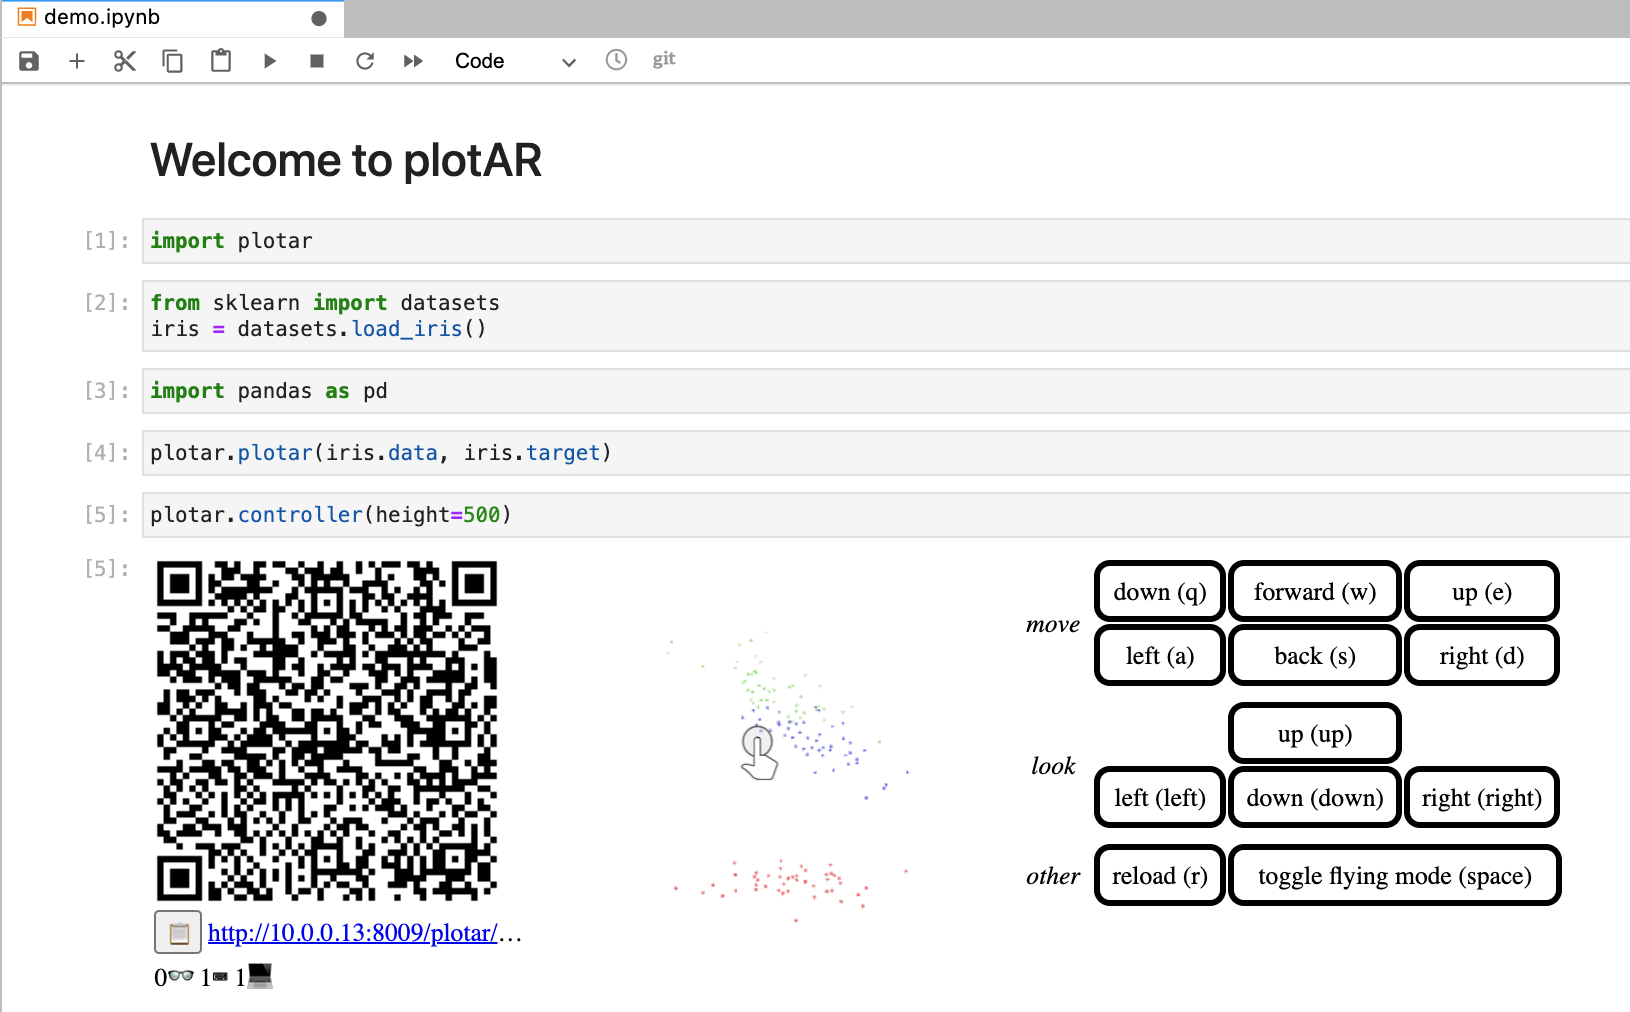 demo.ipynb
Code
git
Welcome to plotAR
[1]: import plotar
[2]: from sklearn import datasets
iris = datasets.load_iris()
[3]: import pandas as pd
[4]: plotar.plotar(iris.data, iris.target)
[5]: plotar.controller(height=500)
[5]:
move
down (q) forward (w) up (e)
left (a) back (s) right (d)
look
up (up)
left (left) down (down) right (right)
other reload (r) toggle flying mode (space)
http://10.0.0.13:8009/plotar/…
0👓 1⌨ 1💻